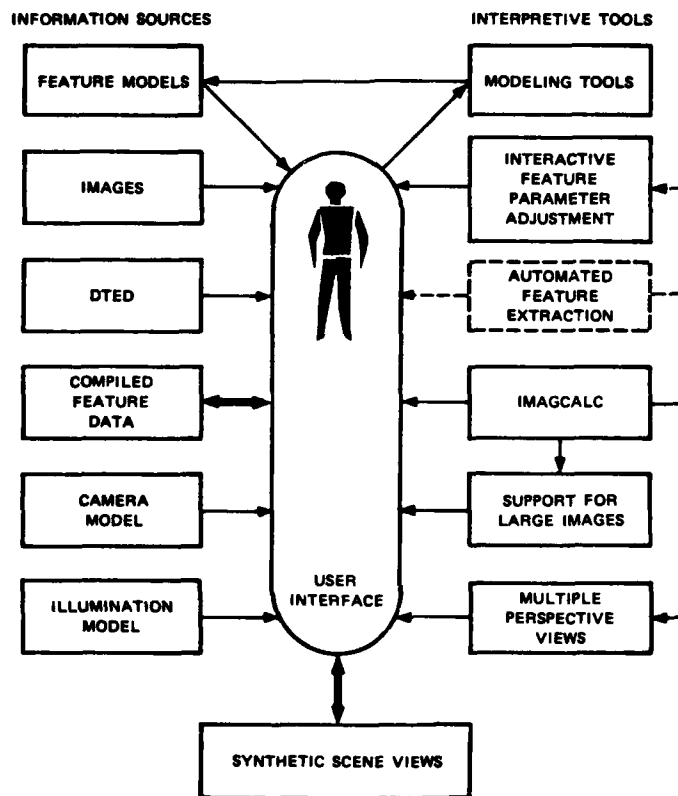 INFORMATION SOURCES
INTERPRETIVE TOOLS
FEATURE MODELS
MODELING TOOLS
IMAGES
INTERACTIVE
FEATURE
PARAMETER
ADJUSTMENT
DTED
AUTOMATED
FEATURE
EXTRACTION
COMPILED
FEATURE
DATA
IMAGCALC
CAMERA
MODEL
SUPPORT FOR
LARGE IMAGES
ILLUMINATION
MODEL
USER
INTERFACE
MULTIPLE
PERSPECTIVE
VIEWS
SYNTHETIC SCENE VIEWS